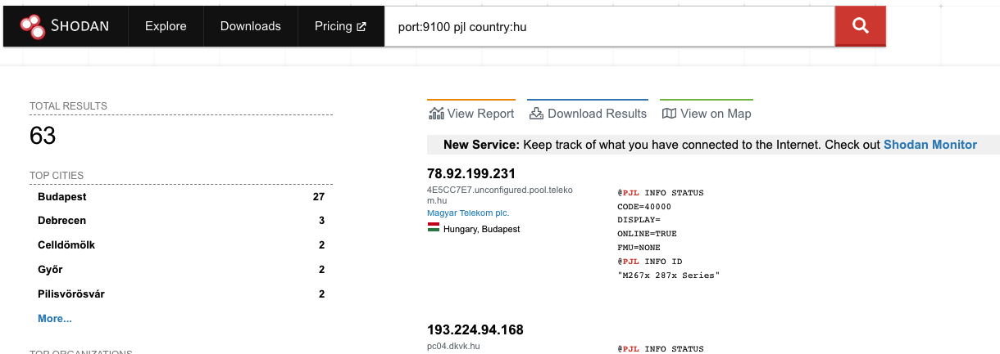 SHODAN Explore Downloads Pricing port:9100 pjl country:hu
TOTAL RESULTS
63
TOP CITIES
Budapest 27
Debrecen 3
Celldömölk 2
Győr 2
Pilisvörösvár 2
More...
TOP ORGANIZATIONS
View Report Download Results View on Map
New Service: Keep track of what you have connected to the Internet. Check out Shodan Monitor
78.92.199.231
4E5CC7E7.unconfigured.pool.teleko
m.hu
Magyar Telekom plc.
Hungary, Budapest
@PJL INFO STATUS
CODE=40000
DISPLAY=
ONLINE=TRUE
FMU=NONE
@PJL INFO ID
"M267x 287x Series"
193.224.94.168
pc04.dkvk.hu
@PJL INFO STATUS